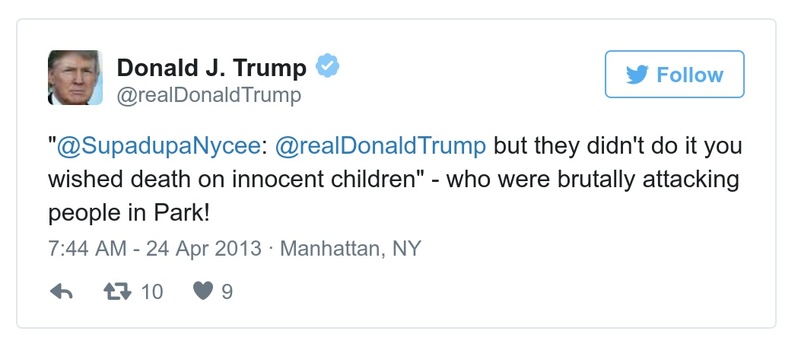 Donald J. Trump
@realDonaldTrump
Follow
"@SupadupaNycee: @realDonaldTrump but they didn't do it you
wished death on innocent children" - who were brutally attacking
people in Park!
7:44 AM - 24 Apr 2013 · Manhattan, NY
10 9